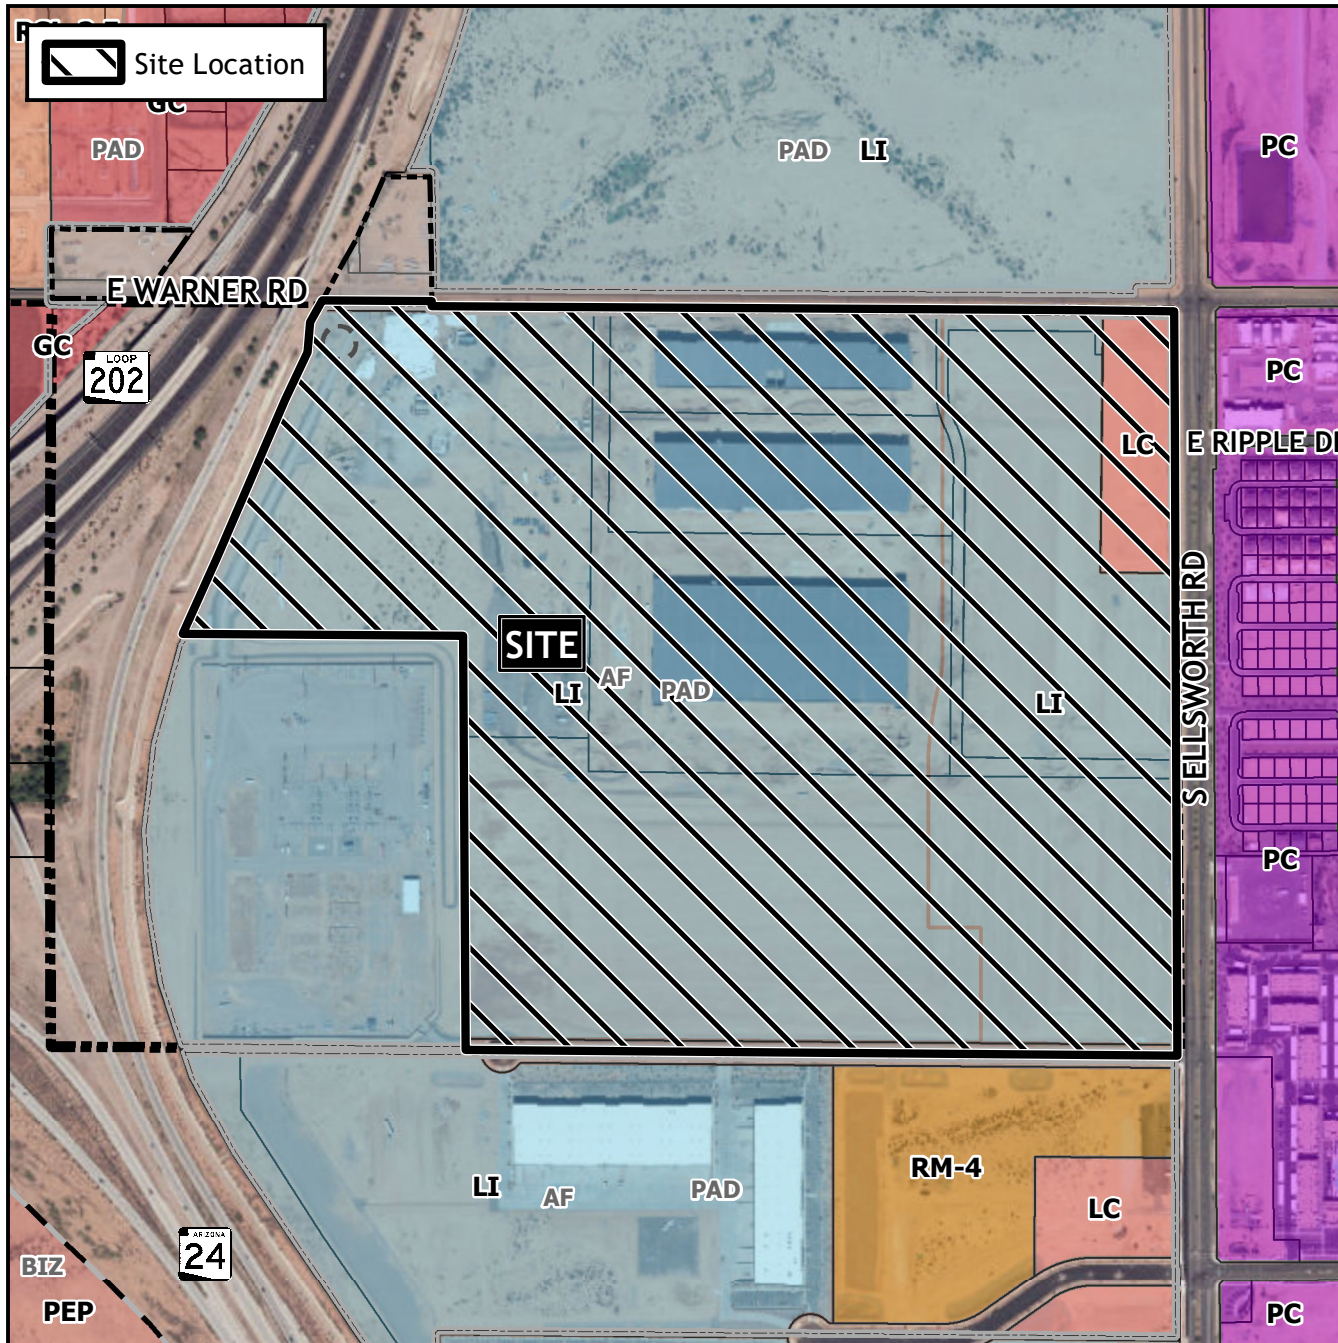 Site Location
GC
PAD
PAD LI
PC
E WARNER RD
GC
LOOP
202
PC
LC
E RIPPLE DR
SITE
LI
AF
PAD
LI
S ELLSWORTH RD
PC
RM-4
LI
AF
PAD
LC
ARIZONA
24
BIZ
PEP
PC